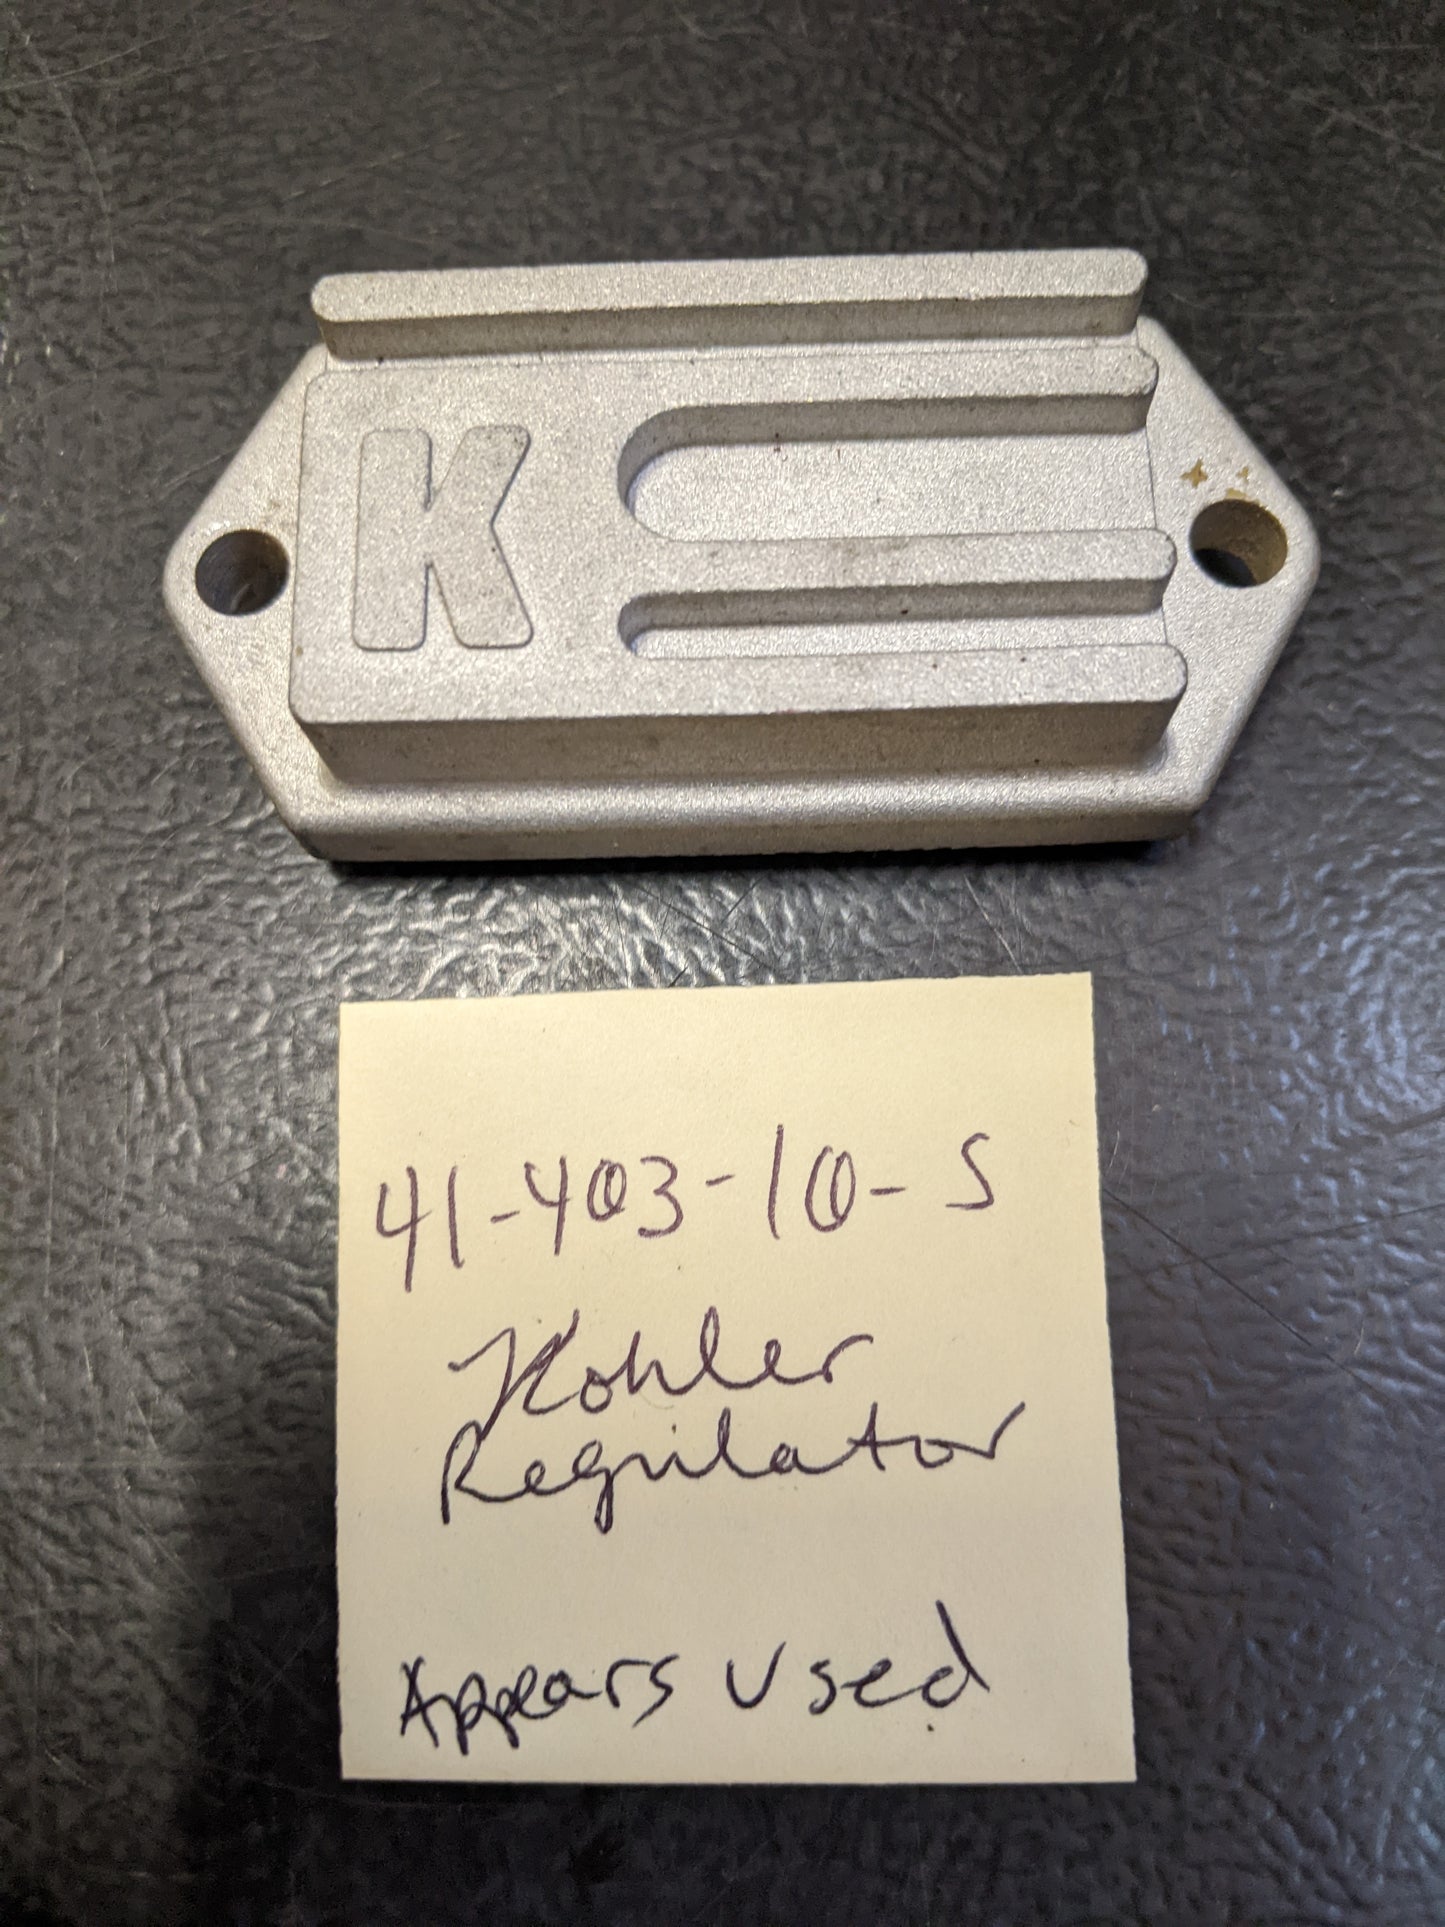 K
41-403-10-S
Kohler
Regulator
Appears Used